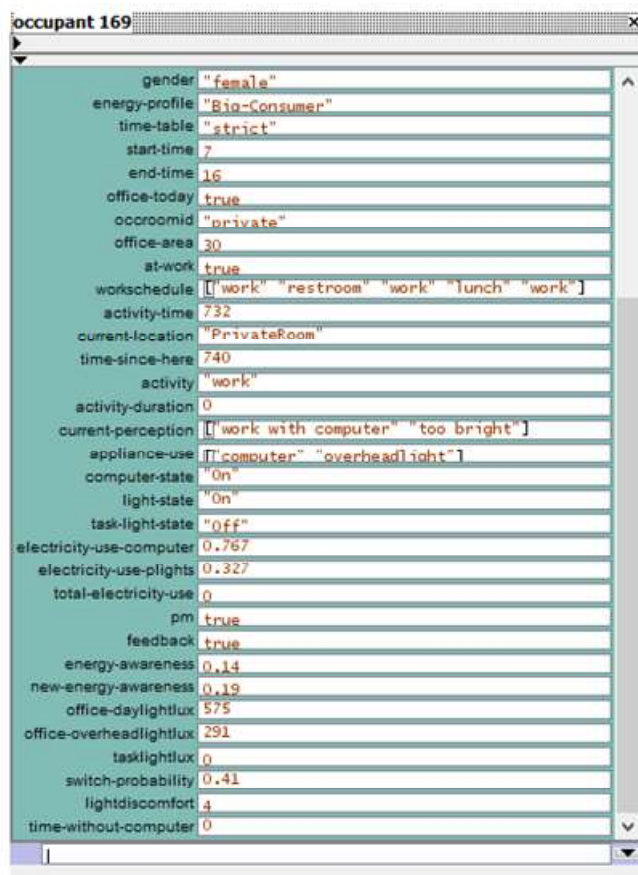 occupant 169
gender "female"
energy-profile "Big-Consumer"
time-table "strict"
start-time 7
end-time 16
office-today true
occroomid "private"
office-area 30
at-work true
workschedule ["work" "restroom" "work" "lunch" "work"]
activity-time 732
current-location "PrivateRoom"
time-since-here 740
activity "work"
activity-duration 0
current-perception ["work with computer" "too bright"]
appliance-use ["computer" "overheadlight"]
computer-state "On"
light-state "On"
task-light-state "Off"
electricity-use-computer 0.767
electricity-use-plights 0.327
total-electricity-use 0
pm true
feedback true
energy-awareness 0.14
new-energy-awareness 0.19
office-daylightlux 575
office-overheadlightlux 291
tasklightlux 0
switch-probability 0.41
lightdiscomfort 4
time-without-computer 0